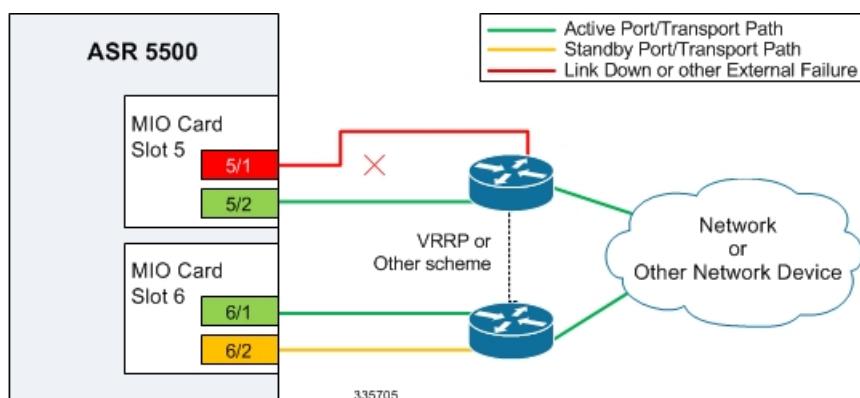 ASR 5500
Active Port/Transport Path
Standby Port/Transport Path
Link Down or other External Failure
MIO Card
Slot 5
5/1
5/2
VRRP or
Other scheme
Network
or
Other Network Device
MIO Card
Slot 6
6/1
6/2
335705